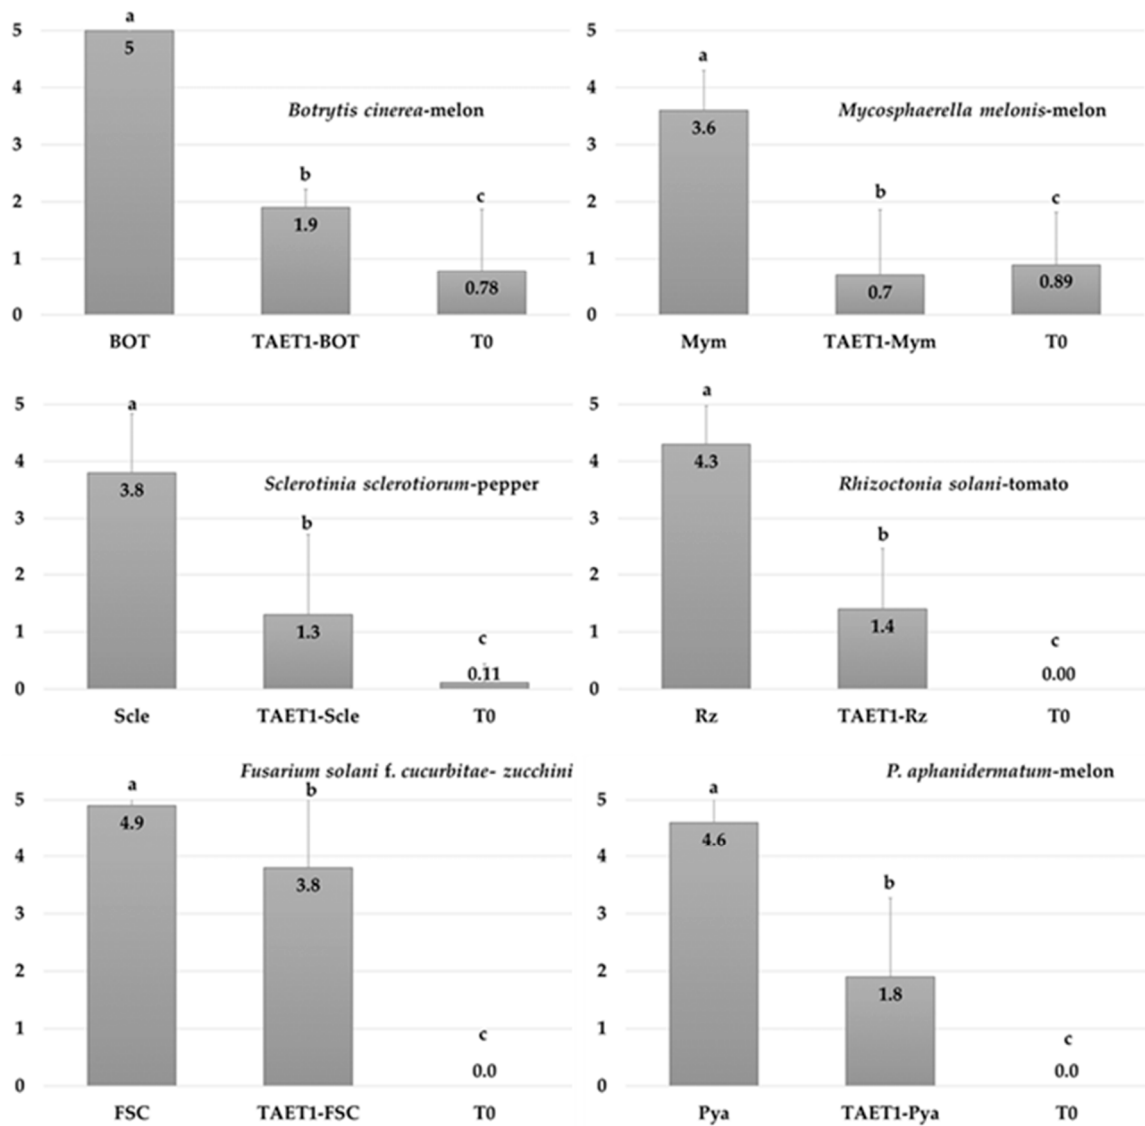 a
5
5
4
Botrytis cinerea-melon
3
b
2
c
1.9
1
0.78
0
BOT TAET1-BOT T0
5
a
4
3.6
Mycosphaerella melonis-melon
3
2
b
c
1
0.7
0.89
0
Mym TAET1-Mym T0
5
a
4
3.8
Sclerotinia sclerotiorum-pepper
3
b
2
1.3
1
c
0.11
0
Scle TAET1-Scle T0
a
5
4
4.3
Rhizoctonia solani-tomato
3
b
2
1.4
1
c
0.00
0
Rz TAET1-Rz T0
Fusarium solani f. cucurbitae- zucchini
a
b
5
4.9
4
3.8
3
2
1
c
0.0
0
FSC TAET1-FSC T0
P. aphanidermatum-melon
a
5
4.6
4
b
3
2
1.8
1
c
0.0
0
Pya TAET1-Pya T0